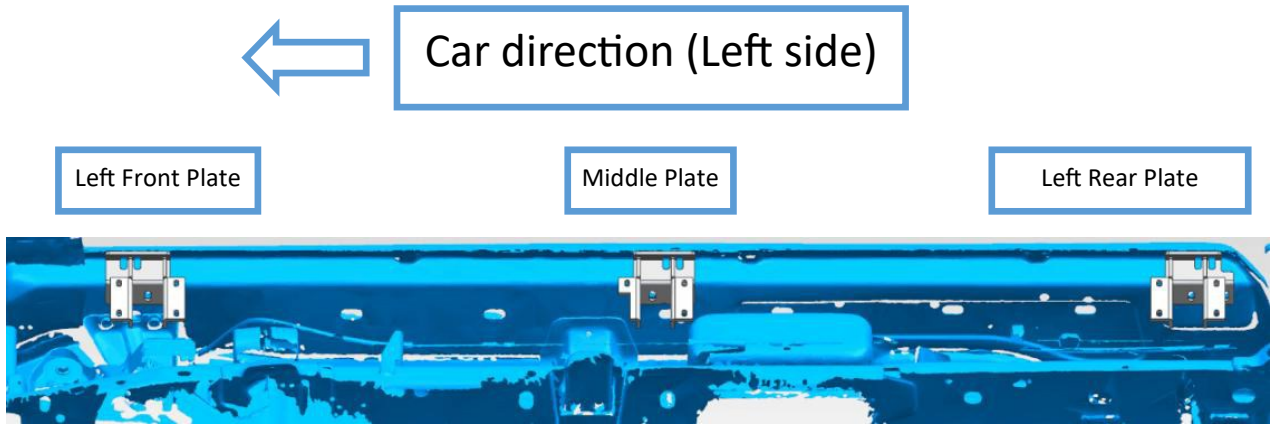 Car direction (Left side)
Left Front Plate
Middle Plate
Left Rear Plate